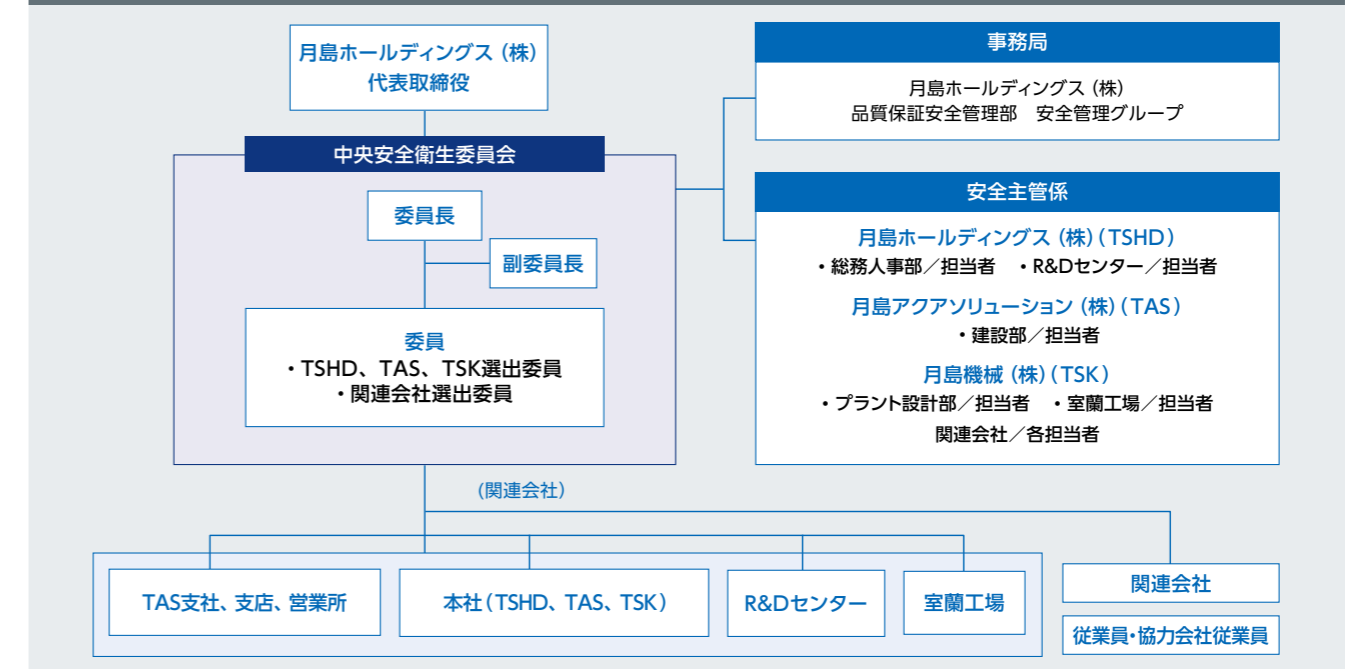 月島ホールディングス（株）
代表取締役
中央安全衛生委員会
委員長
副委員長
委員
・TSHD、TAS、TSK選出委員
・関連会社選出委員
事務局
月島ホールディングス（株）
品質保証安全管理部　安全管理グループ
安全主管係
月島ホールディングス（株）（TSHD）
・総務人事部／担当者　・R&Dセンター／担当者
月島アクアソリューション（株）（TAS）
・建設部／担当者
月島機械（株）（TSK）
・プラント設計部／担当者　・室蘭工場／担当者
関連会社／各担当者
（関連会社）
TAS支社、支店、営業所
本社（TSHD、TAS、TSK）
R&Dセンター
室蘭工場
関連会社
従業員・協力会社従業員